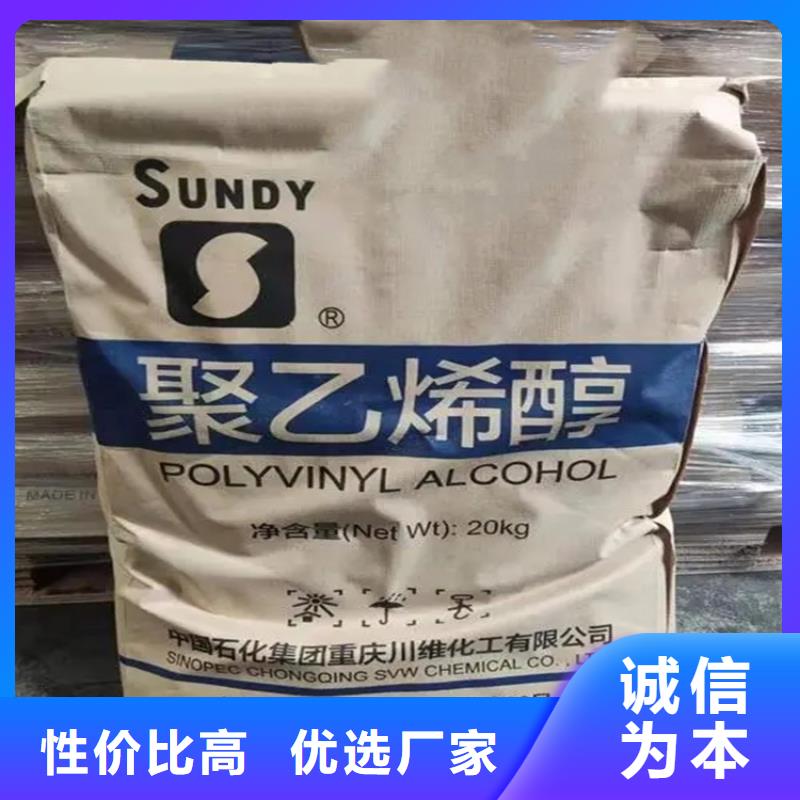 SUNDY
®
聚乙烯醇
POLYVINYL ALCOHOL
净含量(Net Wt): 20kg
MADE IN
中国石化集团重庆川维化工有限公司
SINOPEC CHONGQING SVW CHEMICAL CO.,
性价比高 优选厂家
诚信
为本